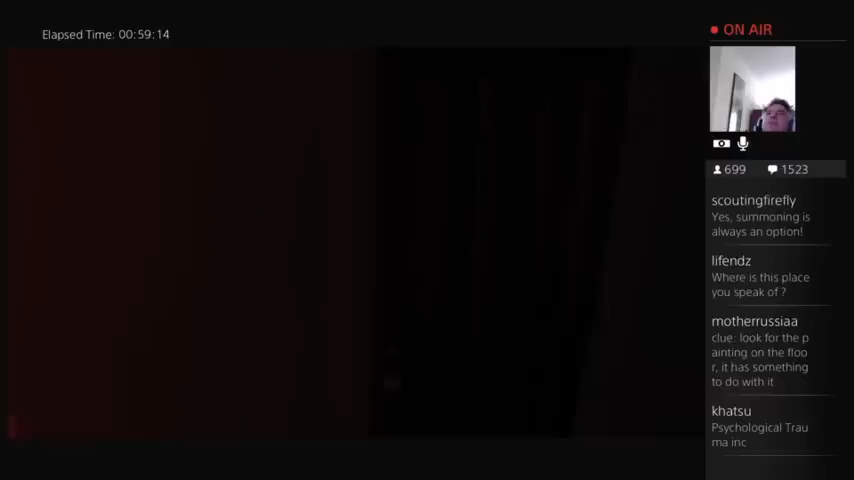 Elapsed Time: 00:59:14
ON AIR
699 1523
scoutingfirefly
Yes, summoning is
always an option!
lifendz
Where is this place
you speak of ?
motherrussiaa
clue: look for the p
ainting on the floo
r, it has something
to do with it
khatsu
Psychological Trau
ma inc